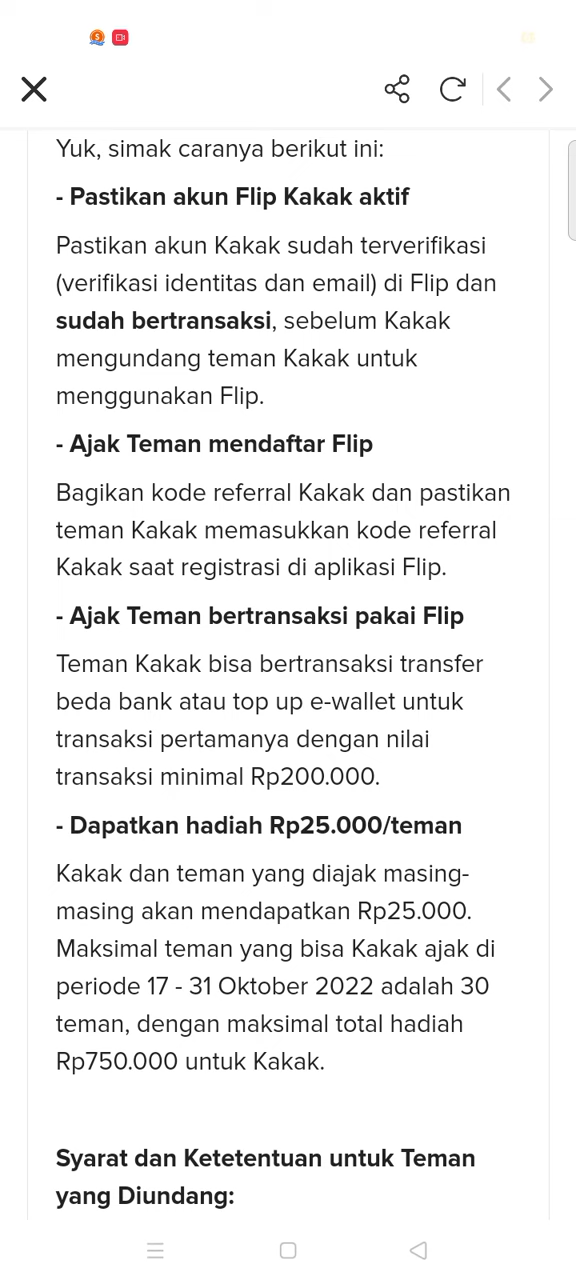 Yuk, simak caranya berikut ini:
- Pastikan akun Flip Kakak aktif
Pastikan akun Kakak sudah terverifikasi
(verifikasi identitas dan email) di Flip dan
sudah bertransaksi, sebelum Kakak
mengundang teman Kakak untuk
menggunakan Flip.
- Ajak Teman mendaftar Flip
Bagikan kode referral Kakak dan pastikan
teman Kakak memasukkan kode referral
Kakak saat registrasi di aplikasi Flip.
- Ajak Teman bertransaksi pakai Flip
Teman Kakak bisa bertransaksi transfer
beda bank atau top up e-wallet untuk
transaksi pertamanya dengan nilai
transaksi minimal Rp200.000.
- Dapatkan hadiah Rp25.000/teman
Kakak dan teman yang diajak masing-
masing akan mendapatkan Rp25.000.
Maksimal teman yang bisa Kakak ajak di
periode 17 - 31 Oktober 2022 adalah 30
teman, dengan maksimal total hadiah
Rp750.000 untuk Kakak.
Syarat dan Ketetentuan untuk Teman
yang Diundang: